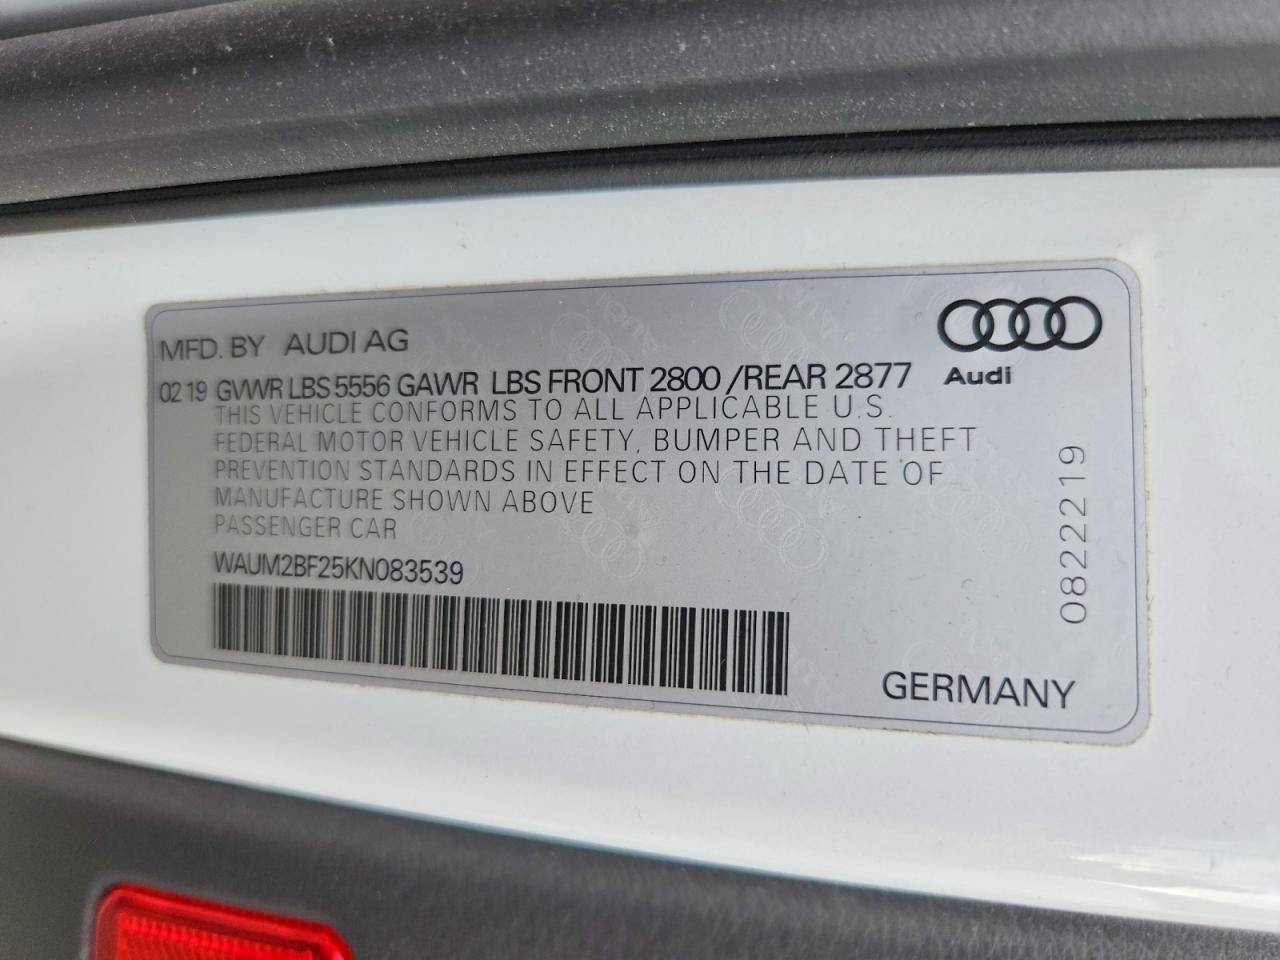 MFD. BY AUDI AG
02 19 GVWR LBS 5556 GAWR LBS FRONT 2800 /REAR 2877
Audi
THIS VEHICLE CONFORMS TO ALL APPLICABLE U.S.
FEDERAL MOTOR VEHICLE SAFETY, BUMPER AND THEFT
PREVENTION STANDARDS IN EFFECT ON THE DATE OF
MANUFACTURE SHOWN ABOVE
PASSENGER CAR
WAUM2BF25KN083539
0822219
GERMANY